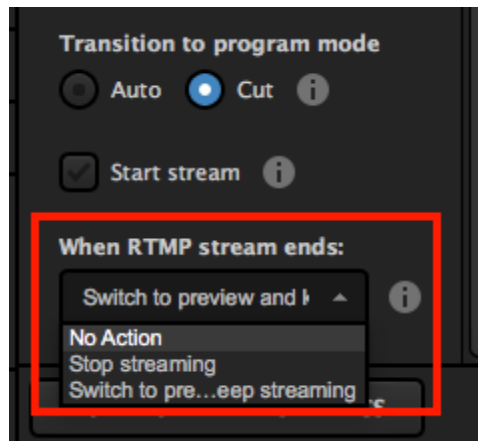 Transition to program mode
Auto Cut i
Start stream i
When RTMP stream ends:
Switch to preview and k i
No Action
Stop streaming
Switch to pre...eep streaming